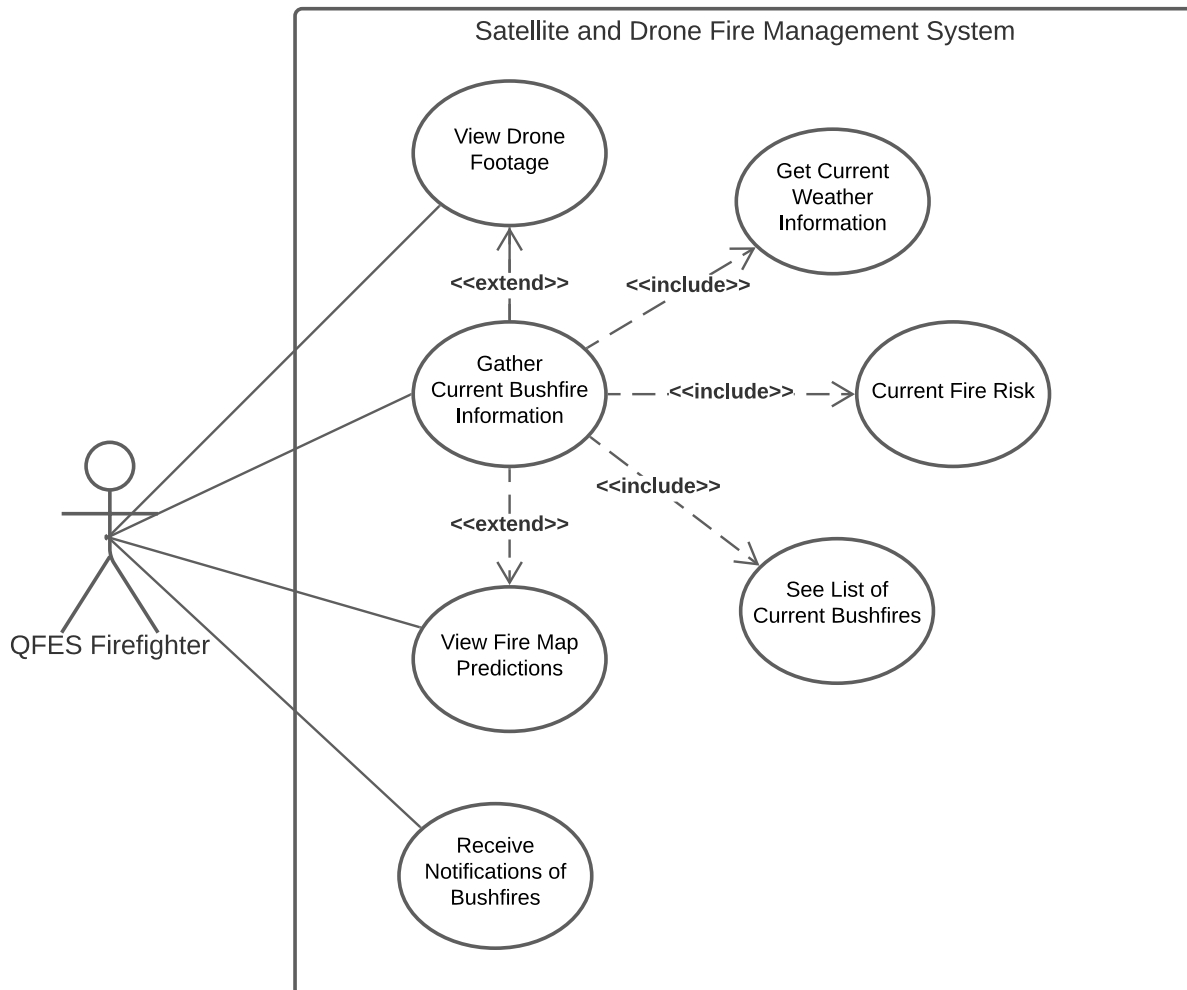 Satellite and Drone Fire Management System
View Drone
Footage
Get Current
Weather
Information
<<extend>>
<<include>>
Gather
Current Bushfire
Information
<<include>>
Current Fire Risk
<<include>>
<<extend>>
See List of
Current Bushfires
QFES Firefighter
View Fire Map
Predictions
Receive
Notifications of
Bushfires